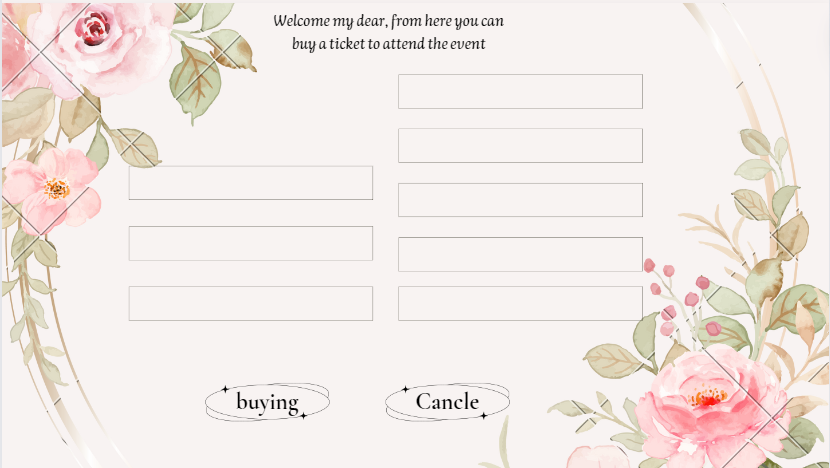 Welcome my dear, from here you can
buy a ticket to attend the event
buying
Cancle